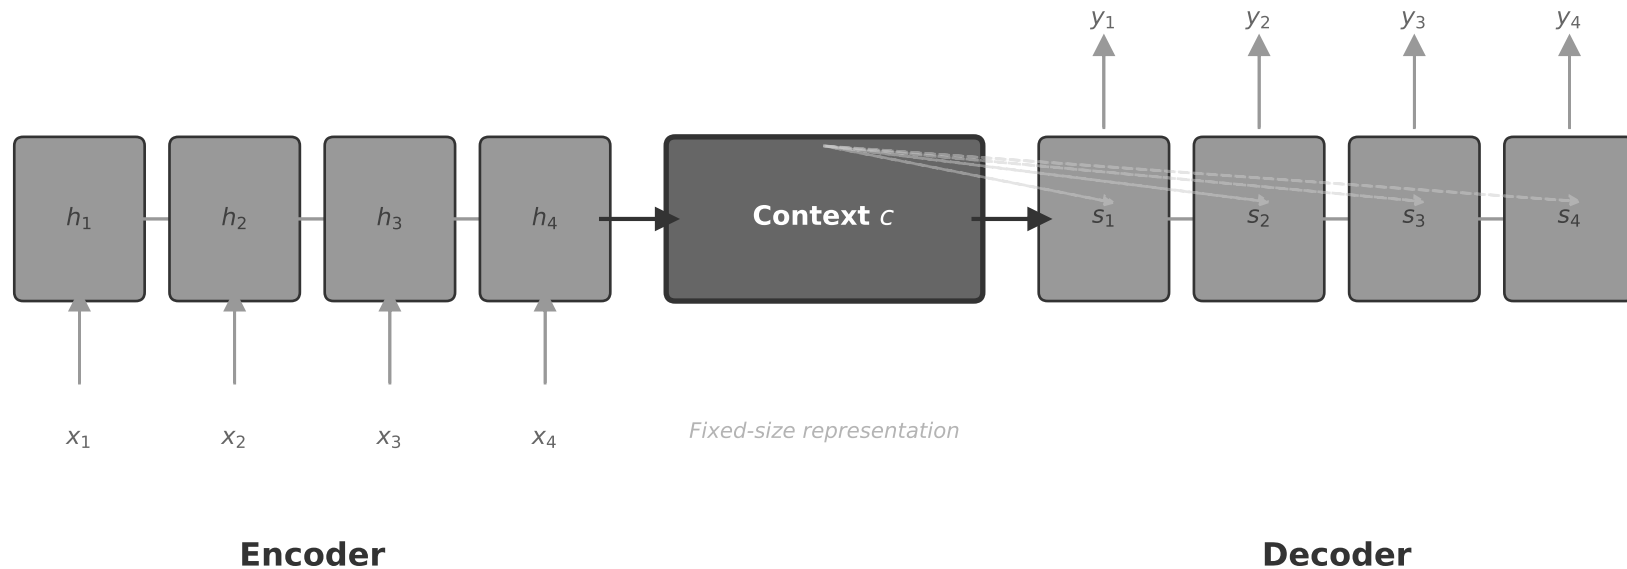 y₁ y₂ y₃ y₄
h₁ h₂ h₃ h₄ Context c s₁ s₂ s₃ s₄
x₁ x₂ x₃ x₄ Fixed-size representation
Encoder Decoder